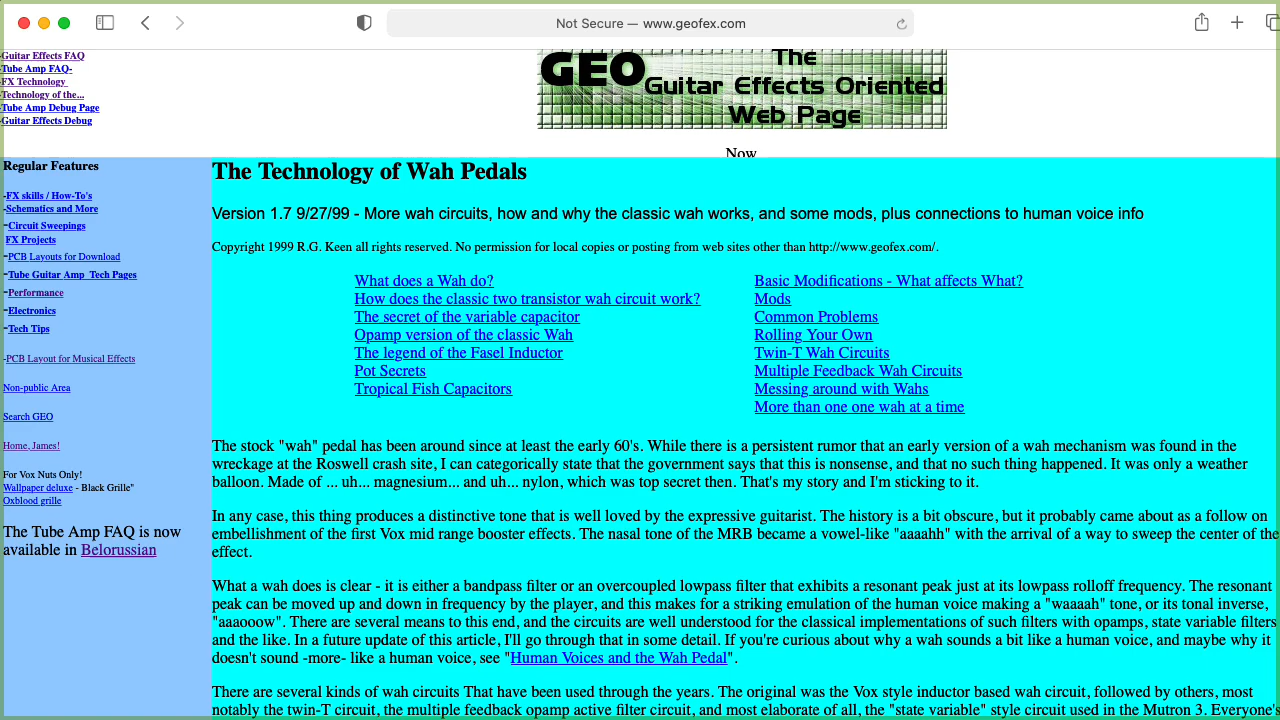 Not Secure — www.geofex.com
-Guitar Effects FAQ
-Tube Amp FAQ-
-FX Technology
-Technology of the...
-Tube Amp Debug Page
-Guitar Effects Debug
GEO
The
Guitar Effects Oriented
Web Page
Now
Regular Features
-FX skills / How-To's
-Schematics and More
-Circuit Sweepings
FX Projects
-PCB Layouts for Download
-Tube Guitar Amp Tech Pages
-Performance
-Electronics
-Tech Tips
-PCB Layout for Musical Effects
Non-public Area
Search GEO
Home, James!
For Vox Nuts Only!
Wallpaper deluxe - Black Grille"
Oxblood grille
The Tube Amp FAQ is now
available in Belorussian
The Technology of Wah Pedals
Version 1.7 9/27/99 - More wah circuits, how and why the classic wah works, and some mods, plus connections to human voice info
Copyright 1999 R.G. Keen all rights reserved. No permission for local copies or posting from web sites other than http://www.geofex.com/.
What does a Wah do?
How does the classic two transistor wah circuit work?
The secret of the variable capacitor
Opamp version of the classic Wah
The legend of the Fasel Inductor
Pot Secrets
Tropical Fish Capacitors
Basic Modifications - What affects What?
Mods
Common Problems
Rolling Your Own
Twin-T Wah Circuits
Multiple Feedback Wah Circuits
Messing around with Wahs
More than one one wah at a time
The stock "wah" pedal has been around since at least the early 60's. While there is a persistent rumor that an early version of a wah mechanism was found in the
wreckage at the Roswell crash site, I can categorically state that the government says that this is nonsense, and that no such thing happened. It was only a weather
balloon. Made of ... uh... magnesium... and uh... nylon, which was top secret then. That's my story and I'm sticking to it.
In any case, this thing produces a distinctive tone that is well loved by the expressive guitarist. The history is a bit obscure, but it probably came about as a follow on
embellishment of the first Vox mid range booster effects. The nasal tone of the MRB became a vowel-like "aaaahh" with the arrival of a way to sweep the center of the
effect.
What a wah does is clear - it is either a bandpass filter or an overcoupled lowpass filter that exhibits a resonant peak just at its lowpass rolloff frequency. The resonant
peak can be moved up and down in frequency by the player, and this makes for a striking emulation of the human voice making a "waaaah" tone, or its tonal inverse,
"aaaooow". There are several means to this end, and the circuits are well understood for the classical implementations of such filters with opamps, state variable filters
and the like. In a future update of this article, I'll go through that in some detail. If you're curious about why a wah sounds a bit like a human voice, and maybe why it
doesn't sound -more- like a human voice, see "Human Voices and the Wah Pedal".
There are several kinds of wah circuits That have been used through the years. The original was the Vox style inductor based wah circuit, followed by others, most
notably the twin-T circuit, the multiple feedback opamp active filter circuit, and most elaborate of all, the "state variable" style circuit used in the Mutron 3. Everyone's